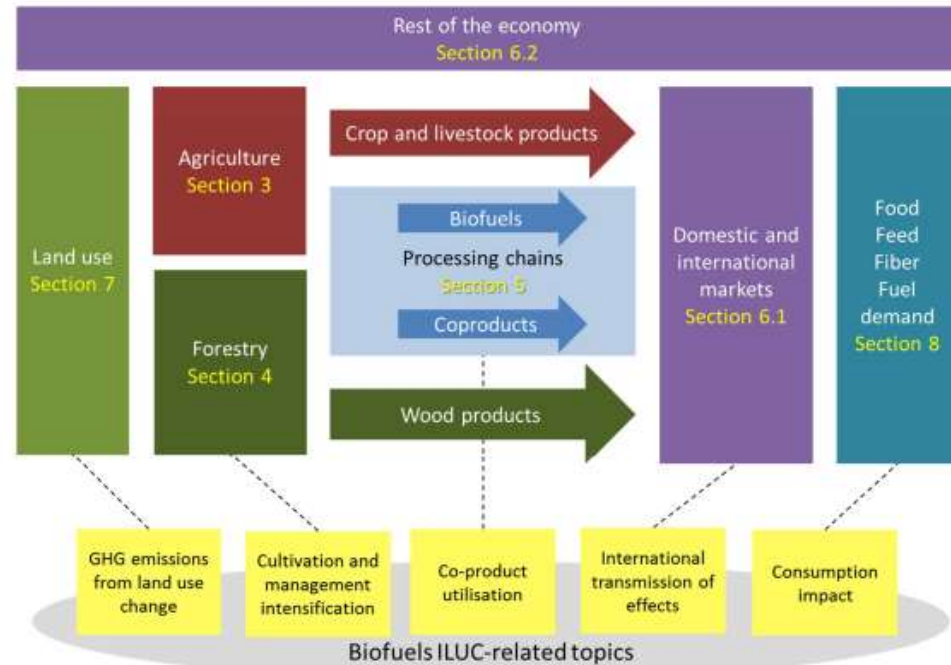 Rest of the economy
Section 6.2
Land use
Section 7
Agriculture
Section 3
Forestry
Section 4
Crop and livestock products
Biofuels
Processing chains
Section 5
Coproducts
Wood products
Domestic and
international
markets
Section 6.1
Food
Feed
Fiber
Fuel
demand
Section 8
GHG emissions
from land use
change
Cultivation and
management
intensification
Co-product
utilisation
International
transmission of
effects
Consumption
impact
Biofuels ILUC-related topics